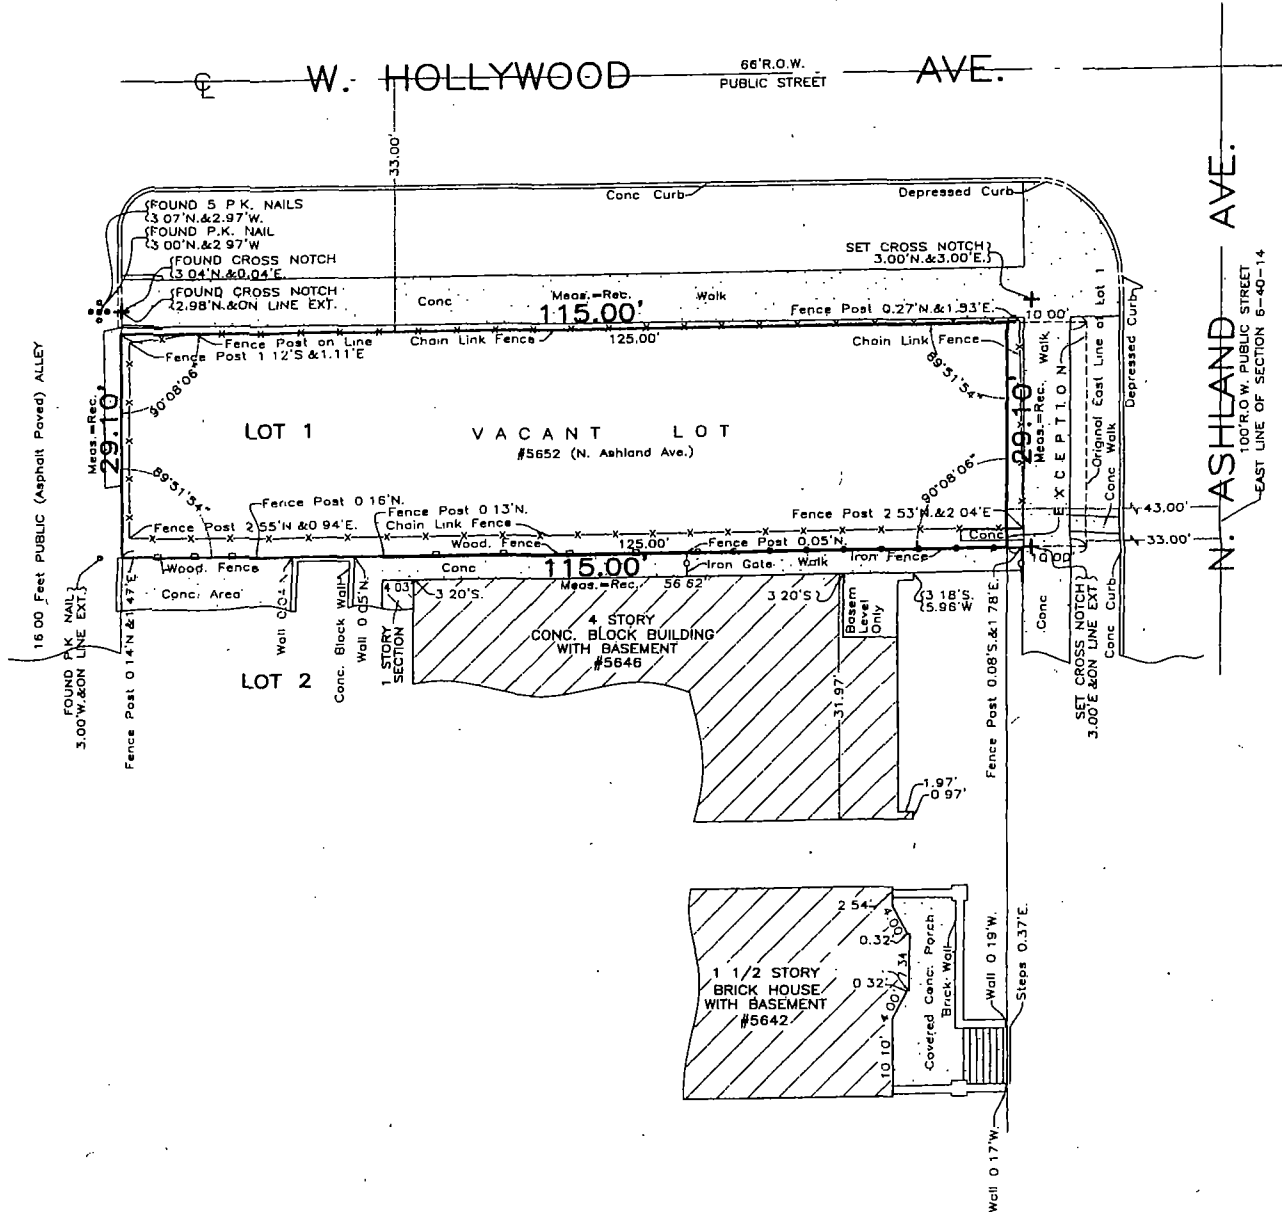 W. HOLLYWOOD AVE.
66'R.O.W.
PUBLIC STREET
33.00'
Conc Curb
Depressed Curb
FOUND 5 P K. NAILS
3 07'N.&2.97'W.
FOUND P.K. NAIL
3 00'N.&2 97'W
FOUND CROSS NOTCH
3 04'N.&0.04'E.
FOUND CROSS NOTCH
2.98'N.&ON LINE EXT.
SET CROSS NOTCH
3.00'N.&3.00'E.
Conc
Meas.=Rec.
Walk
115.00'
125.00'
Fence Post 0.27'N&1.93'E.
10 00'
Fence Post on Line
Chain Link Fence
Chain Link Fence
Fence Post 1 12'S &1.11'E
90°08'06"
89°51'54"
Meas.=Rec.
29.10'
LOT 1
VACANT LOT
#5652 (N. Ashland Ave.)
29.10'
Meas.=Rec.
Walk
EXCEPTION
Original East Line of Lot 1
Conc Walk
Depressed Curb
N. ASHLAND AVE.
100'R.O.W. PUBLIC STREET
EAST LINE OF SECTION 6-40-14
16 00 Feet PUBLIC (Asphalt Paved) ALLEY
89°51'54"
90°08'06"
Fence Post 0 16'N.
Fence Post 0 13'N.
Fence Post 2 55'N &0 94'E.
Chain Link Fence
Fence Post 2 53'N.&2 04'E
43.00'
33.00'
Wood. Fence
125.00'
Fence Post 0.05'N.
Conc
Wood. Fence
Conc
115.00'
Iron Gate
Walk
Iron Fence
Meas.=Rec.
56 62'
Conc. Area
4 03'
3 20'S.
3 20'S
3 18'S.
5.96'W
FOUND P.K NAIL
3.00'W.&ON LINE EXT.
Fence Post 0 14'N &1 47'E
Wall 0.04'
Conc. Block Wall
Wall 0 05'N
1 STORY
SECTION
4 STORY
CONC. BLOCK BUILDING
WITH BASEMENT
#5646
Basem
Level
Only
LOT 2
31.97'
Fence Post 0.08'S.&1 78'E.
Conc
SET CROSS NOTCH
3.00'E &ON LINE EXT
Conc Curb
1.97'
0 97'
2 54'
4.00'
0.32'
7 34
0 32'
4 00'
10 10'
1 1/2 STORY
BRICK HOUSE
WITH BASEMENT
#5642
Covered Conc. Porch
Brick Wall
Wall 0 19'W.
Steps 0.37'E.
Wall 0 17'W.